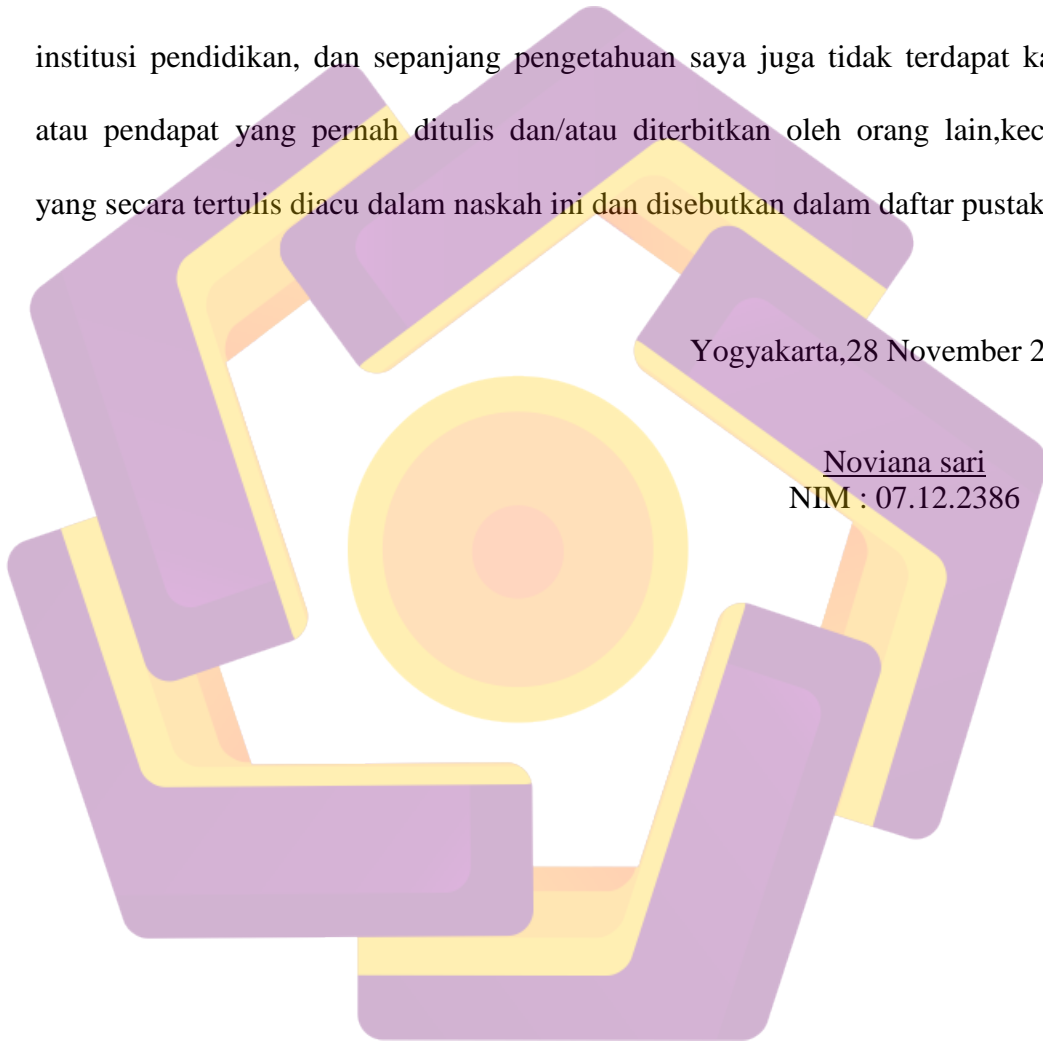 institusi pendidikan, dan sepanjang pengetahuan saya juga tidak terdapat ka
atau pendapat yang pernah ditulis dan/atau diterbitkan oleh orang lain,kec
yang secara tertulis diacu dalam naskah ini dan disebutkan dalam daftar pustak
Yogyakarta,28 November 2
Noviana sari
NIM : 07.12.2386